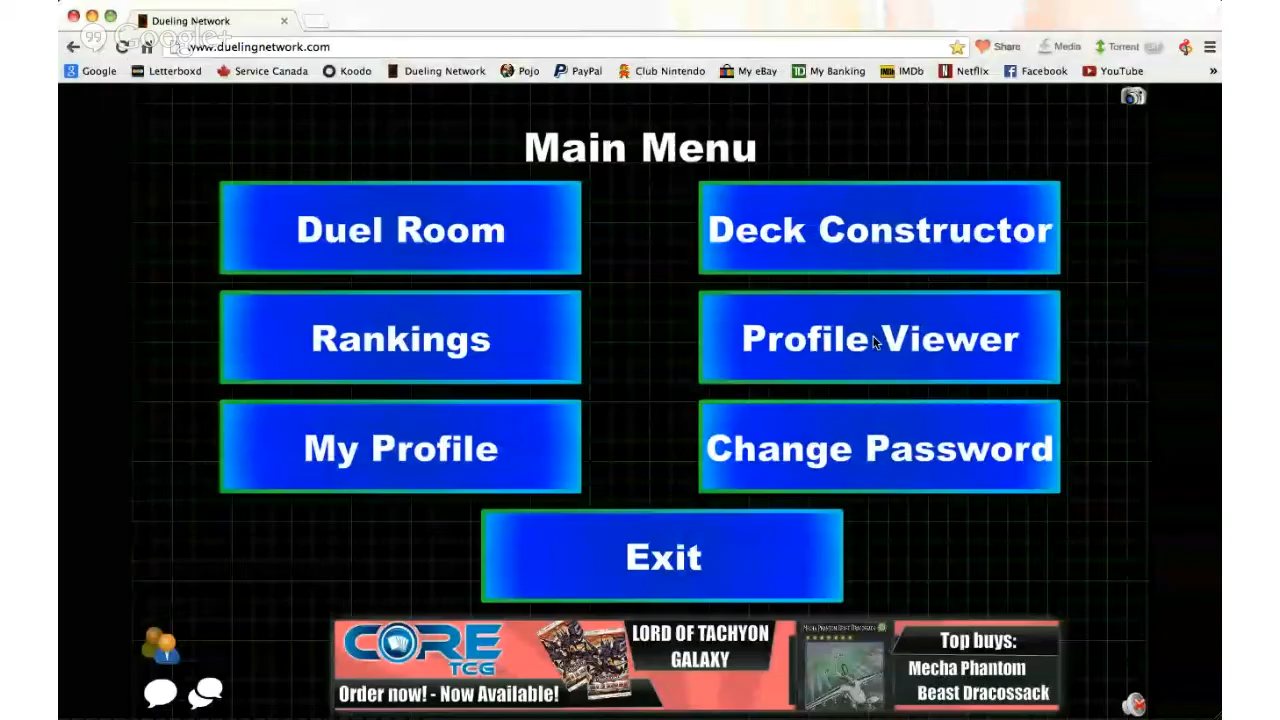 Dueling Network
Google+
www.duelingnetwork.com
Share
Media
Torrent
Google
Letterboxd
Service Canada
Koodo
Dueling Network
Pojo
PayPal
Club Nintendo
My eBay
My Banking
IMDb
Netflix
Facebook
YouTube
»
Main Menu
Duel Room
Deck Constructor
Rankings
Profile Viewer
My Profile
Change Password
Exit
CORE
TCG
Order now! - Now Available!
LORD OF TACHYON
GALAXY
Top buys:
Mecha Phantom
Beast Dracossack